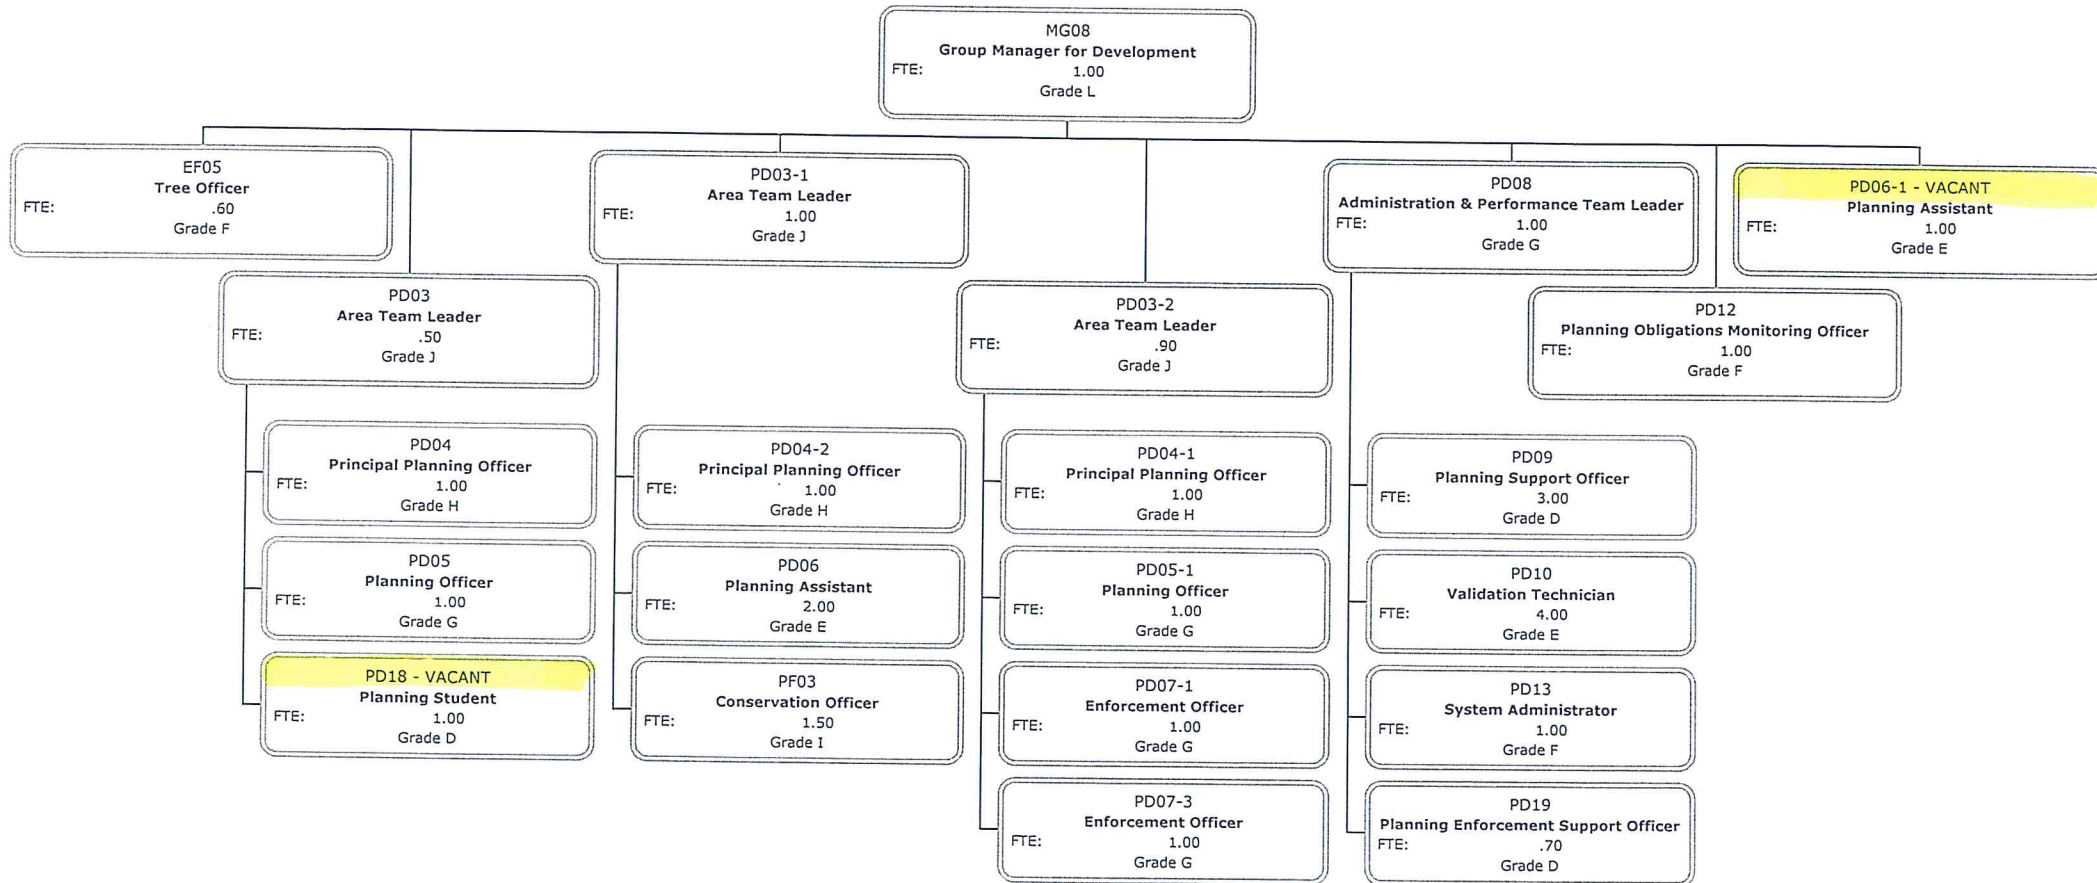 MG08
Group Manager for Development
FTE: 1.00
Grade L
EF05
Tree Officer
FTE: .60
Grade F
PD03-1
Area Team Leader
FTE: 1.00
Grade J
PD08
Administration & Performance Team Leader
FTE: 1.00
Grade G
PD06-1 - VACANT
Planning Assistant
FTE: 1.00
Grade E
PD03
Area Team Leader
FTE: .50
Grade J
PD03-2
Area Team Leader
FTE: .90
Grade J
PD12
Planning Obligations Monitoring Officer
FTE: 1.00
Grade F
PD04
Principal Planning Officer
FTE: 1.00
Grade H
PD05
Planning Officer
FTE: 1.00
Grade G
PD18 - VACANT
Planning Student
FTE: 1.00
Grade D
PD04-2
Principal Planning Officer
FTE: 1.00
Grade H
PD06
Planning Assistant
FTE: 2.00
Grade E
PF03
Conservation Officer
FTE: 1.50
Grade I
PD04-1
Principal Planning Officer
FTE: 1.00
Grade H
PD05-1
Planning Officer
FTE: 1.00
Grade G
PD07-1
Enforcement Officer
FTE: 1.00
Grade G
PD07-3
Enforcement Officer
FTE: 1.00
Grade G
PD09
Planning Support Officer
FTE: 3.00
Grade D
PD10
Validation Technician
FTE: 4.00
Grade E
PD13
System Administrator
FTE: 1.00
Grade F
PD19
Planning Enforcement Support Officer
FTE: .70
Grade D